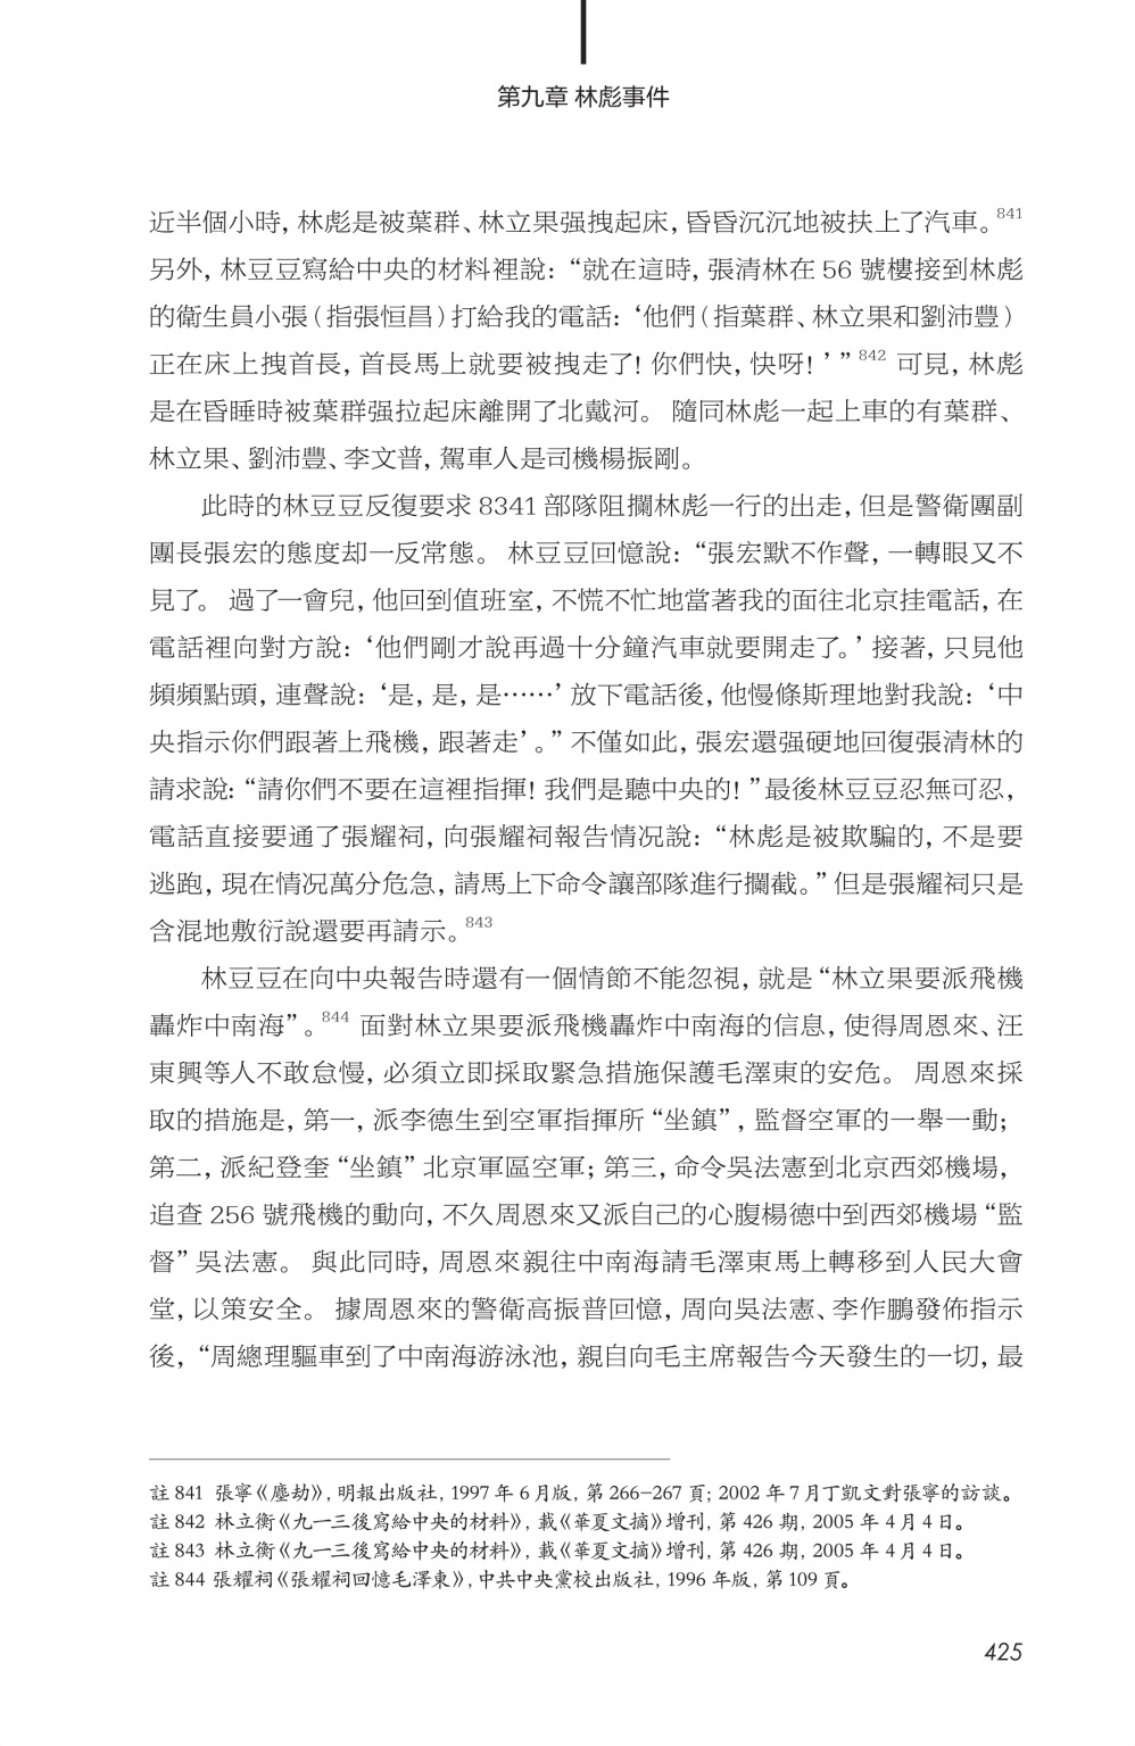 第九章 林彪事件
近半個小時，林彪是被葉群、林立果强拽起床，昏昏沉沉地被扶上了汽車。841
另外，林豆豆寫給中央的材料裡說：“就在這時，張清林在 56 號樓接到林彪
的衛生員小張（指張恒昌）打給我的電話：‘他們（指葉群、林立果和劉沛豐）
正在床上拽首長，首長馬上就要被拽走了！你們快，快呀！’”842 可見，林彪
是在昏睡時被葉群强拉起床離開了北戴河。 隨同林彪一起上車的有葉群、
林立果、劉沛豐、李文普，駕車人是司機楊振剛。
此時的林豆豆反復要求 8341 部隊阻攔林彪一行的出走，但是警衛團副
團長張宏的態度却一反常態。 林豆豆回憶說：“張宏默不作聲，一轉眼又不
見了。 過了一會兒，他回到值班室，不慌不忙地當著我的面往北京挂電話，在
電話裡向對方說：‘他們剛才說再過十分鐘汽車就要開走了。’接著，只見他
頻頻點頭，連聲說：‘是，是，是……’放下電話後，他慢條斯理地對我說：‘中
央指示你們跟著上飛機，跟著走’。”不僅如此，張宏還强硬地回復張清林的
請求說：“請你們不要在這裡指揮！我們是聽中央的！”最後林豆豆忍無可忍，
電話直接要通了張耀祠，向張耀祠報告情况說：“林彪是被欺騙的，不是要
逃跑，現在情况萬分危急，請馬上下命令讓部隊進行攔截。”但是張耀祠只是
含混地敷衍說還要再請示。843
林豆豆在向中央報告時還有一個情節不能忽視，就是“林立果要派飛機
轟炸中南海”。844 面對林立果要派飛機轟炸中南海的信息，使得周恩來、汪
東興等人不敢怠慢，必須立即採取緊急措施保護毛澤東的安危。 周恩來採
取的措施是，第一，派李德生到空軍指揮所“坐鎮”，監督空軍的一舉一動；
第二，派紀登奎“坐鎮”北京軍區空軍；第三，命令吳法憲到北京西郊機場，
追查 256 號飛機的動向，不久周恩來又派自己的心腹楊德中到西郊機場“監
督”吳法憲。 與此同時，周恩來親往中南海請毛澤東馬上轉移到人民大會
堂，以策安全。 據周恩來的警衛高振普回憶，周向吳法憲、李作鵬發佈指示
後，“周總理驅車到了中南海游泳池，親自向毛主席報告今天發生的一切，最
註 841 張寧《塵劫》，明報出版社，1997 年 6 月版，第 266–267 頁；2002 年 7 月丁凱文對張寧的訪談。
註 842 林立衡《九一三後寫給中央的材料》，載《華夏文摘》增刊，第 426 期，2005 年 4 月 4 日。
註 843 林立衡《九一三後寫給中央的材料》，載《華夏文摘》增刊，第 426 期，2005 年 4 月 4 日。
註 844 張耀祠《張耀祠回憶毛澤東》，中共中央黨校出版社，1996 年版，第 109 頁。
425